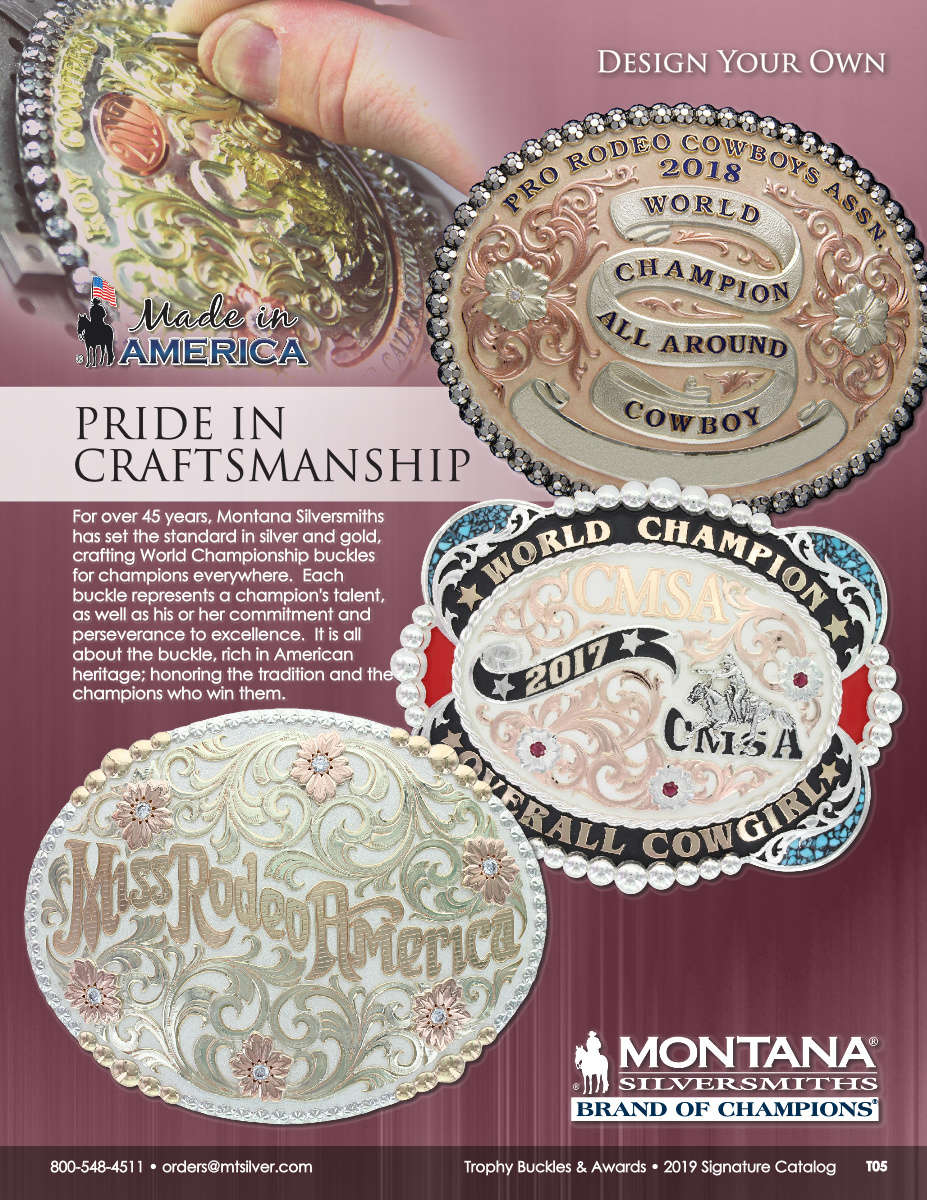 DESIGN YOUR OWN
ROY COOPER
2017
Made in
AMERICA
PRO RODEO COWBOYS ASSN
2018
WORLD
CHAMPION
ALL AROUND
COWBOY
PRIDE IN
CRAFTSMANSHIP
For over 45 years, Montana Silversmiths
has set the standard in silver and gold,
crafting World Championship buckles
for champions everywhere. Each
buckle represents a champion's talent,
as well as his or her commitment and
perseverance to excellence. It is all
about the buckle, rich in American
heritage; honoring the tradition and the
champions who win them.
WORLD CHAMPION
CMSA
2017
CMSA
OVERALL COWGIRL
Miss Rodeo America
MONTANA®
® SILVERSMITHS
BRAND OF CHAMPIONS®
800-548-4511 • orders@mtsilver.com
Trophy Buckles & Awards • 2019 Signature Catalog T05